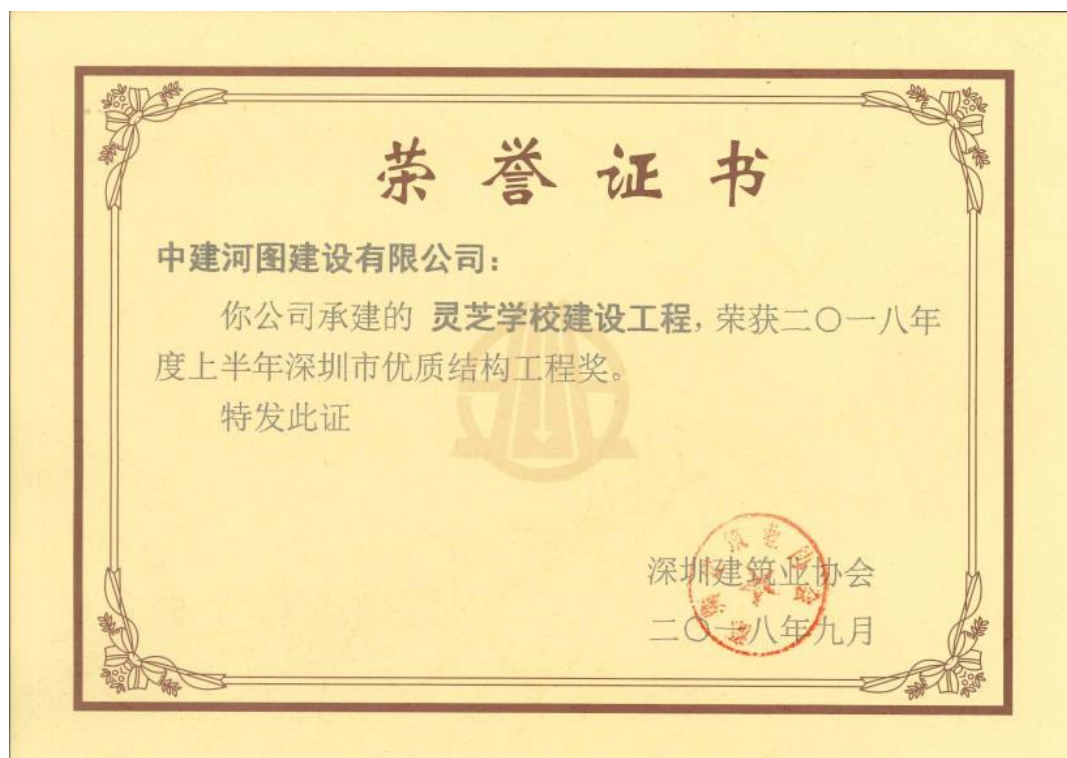 荣誉证书
中建河图建设有限公司：
你公司承建的 灵芝学校建设工程，荣获二〇一八年
度上半年深圳市优质结构工程奖。
特发此证
深圳建筑业协会
二〇一八年九月